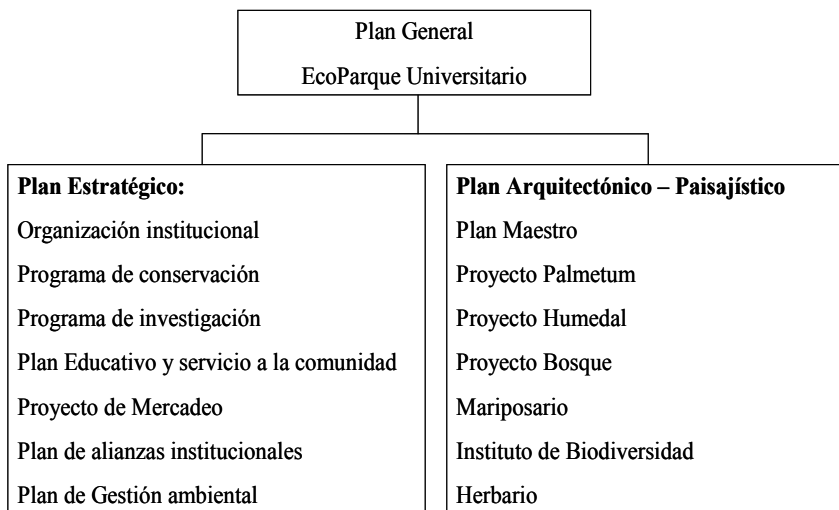 Plan General
EcoParque Universitario
Plan Estratégico:
Organización institucional
Programa de conservación
Programa de investigación
Plan Educativo y servicio a la comunidad
Proyecto de Mercadeo
Plan de alianzas institucionales
Plan de Gestión ambiental
Plan Arquitectónico – Paisajístico
Plan Maestro
Proyecto Palmetum
Proyecto Humedal
Proyecto Bosque
Mariposario
Instituto de Biodiversidad
Herbario